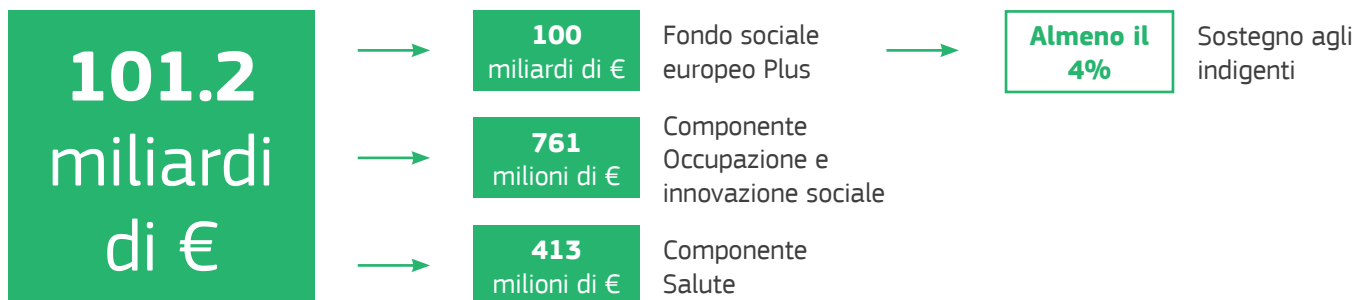 101.2
miliardi
di €
100
miliardi di €
Fondo sociale
europeo Plus
Almeno il
4%
Sostegno agli
indigenti
761
milioni di €
Componente
Occupazione e
innovazione sociale
413
milioni di €
Componente
Salute